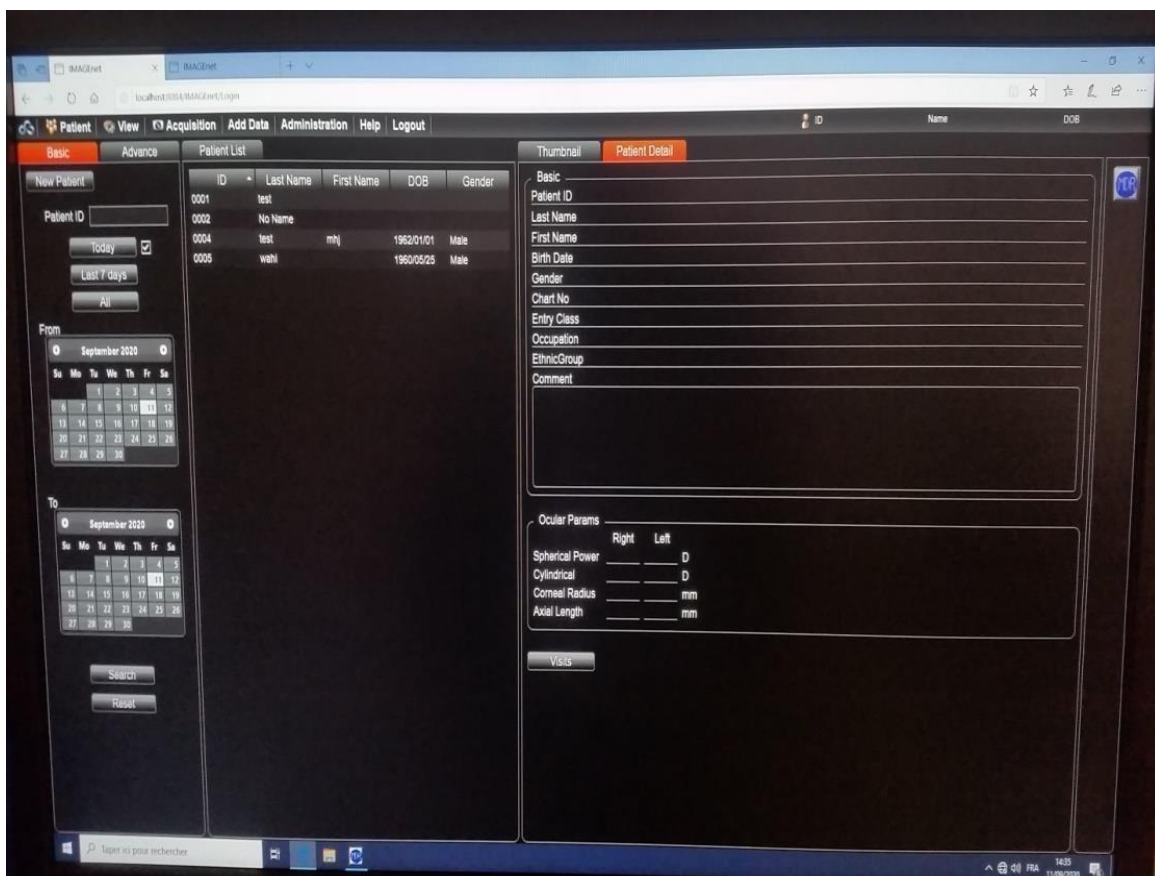 IMAGEnet
IMAGEnet
localhost:8084/IMAGEnet/Login
Patient View Acquisition Add Data Administration Help Logout
ID Name DOB
Basic Advance
New Patient
Patient ID
Today
Last 7 days
All
From
September 2020
Su Mo Tu We Th Fr Sa
1 2 3 4 5
6 7 8 9 10 11 12
13 14 15 16 17 18 19
20 21 22 23 24 25 26
27 28 29 30
To
September 2020
Su Mo Tu We Th Fr Sa
1 2 3 4 5
6 7 8 9 10 11 12
13 14 15 16 17 18 19
20 21 22 23 24 25 26
27 28 29 30
Search
Reset
Patient List
ID Last Name First Name DOB Gender
0001 test
0002 No Name
0004 test mhj 1962/01/01 Male
0005 wahl 1960/05/25 Male
Thumbnail Patient Detail
Basic
Patient ID
Last Name
First Name
Birth Date
Gender
Chart No
Entry Class
Occupation
EthnicGroup
Comment
Ocular Params
Right Left
Spherical Power D
Cylindrical D
Corneal Radius mm
Axial Length mm
Visits
MDR
Taper ici pour rechercher
FRA
14:35
11/09/2020